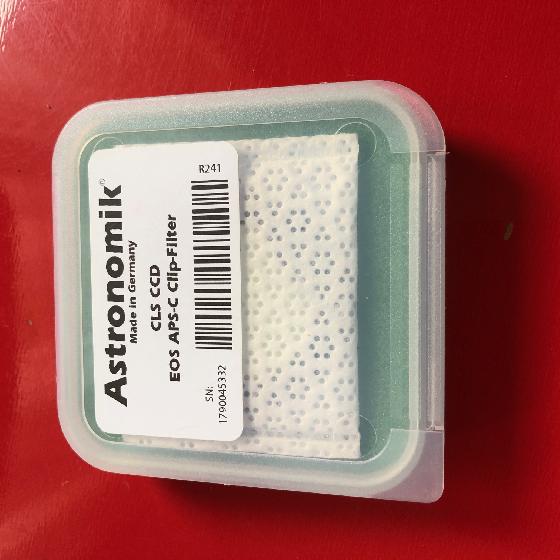 Astronomik®
Made in Germany
CLS CCD
EOS APS-C Clip-Filter
R241
SN:
1790045332